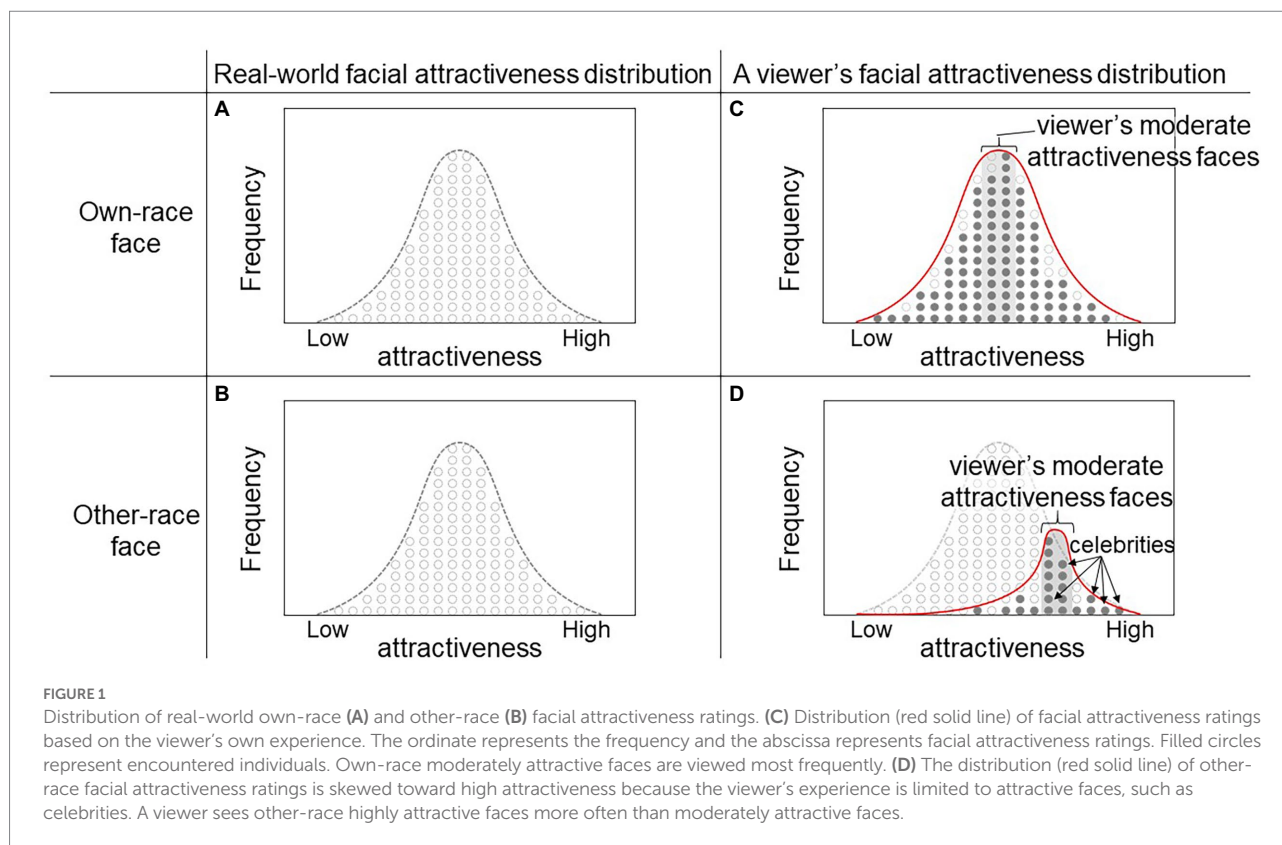 Real-world facial attractiveness distribution
A viewer's facial attractiveness distribution
Own-race
face
A
Frequency
Low
High
attractiveness
C
viewer's moderate
attractiveness faces
Frequency
Low
High
attractiveness
Other-race
face
B
Frequency
Low
High
attractiveness
D
viewer's moderate
attractiveness faces
celebrities
Frequency
Low
High
attractiveness
FIGURE 1
Distribution of real-world own-race (A) and other-race (B) facial attractiveness ratings. (C) Distribution (red solid line) of facial attractiveness ratings
based on the viewer's own experience. The ordinate represents the frequency and the abscissa represents facial attractiveness ratings. Filled circles
represent encountered individuals. Own-race moderately attractive faces are viewed most frequently. (D) The distribution (red solid line) of other-
race facial attractiveness ratings is skewed toward high attractiveness because the viewer's experience is limited to attractive faces, such as
celebrities. A viewer sees other-race highly attractive faces more often than moderately attractive faces.